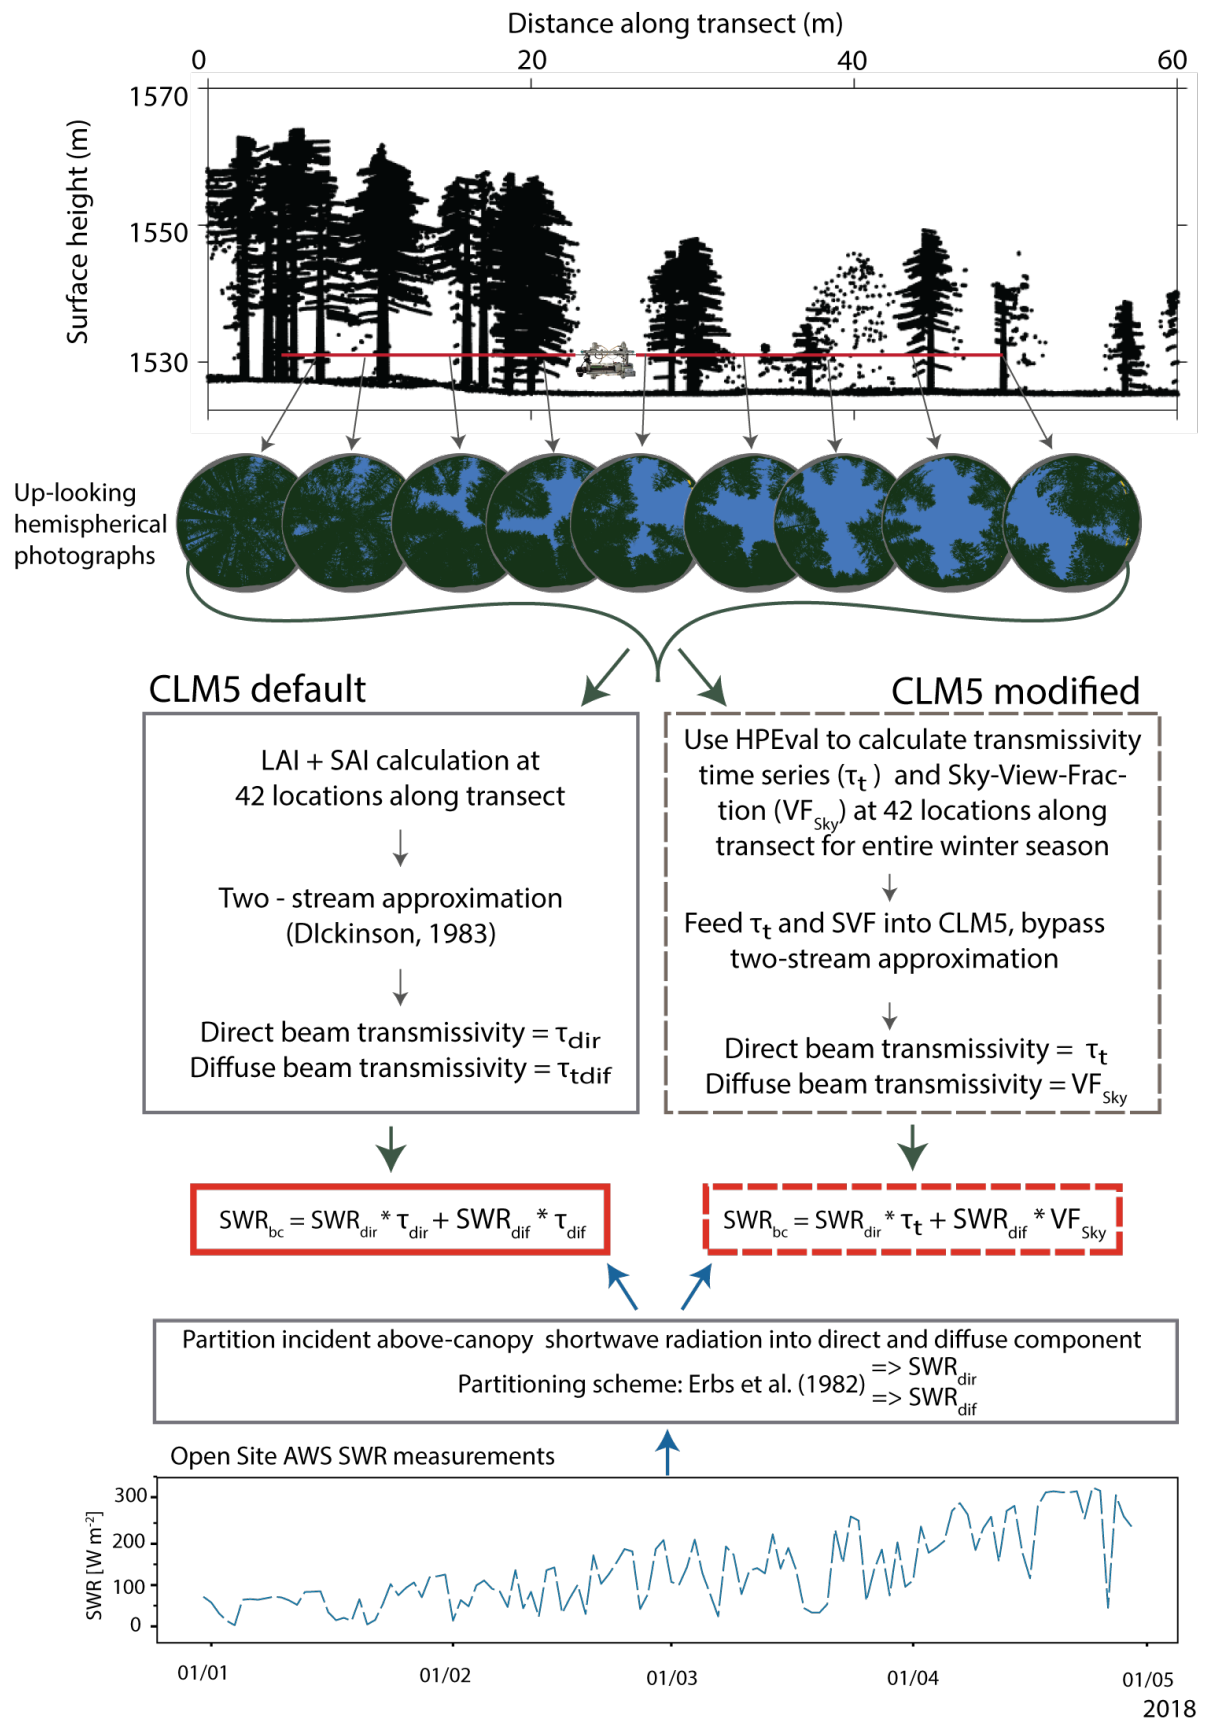 Distance along transect (m)
0 20 40 60
1570
1550
1530
Surface height (m)
Up-looking
hemispherical
photographs
CLM5 default
LAI + SAI calculation at
42 locations along transect
Two - stream approximation
(DIckinson, 1983)
Direct beam transmissivity = τdir
Diffuse beam transmissivity = τtdif
CLM5 modified
Use HPEval to calculate transmissivity
time series (τt ) and Sky-View-Frac-
tion (VFSky) at 42 locations along
transect for entire winter season
Feed τt and SVF into CLM5, bypass
two-stream approximation
Direct beam transmissivity = τt
Diffuse beam transmissivity = VFSky
SWRbc = SWRdir * τdir + SWRdif * τdif
SWRbc = SWRdir * τt + SWRdif * VFSky
Partition incident above-canopy shortwave radiation into direct and diffuse component
Partitioning scheme: Erbs et al. (1982)
=> SWRdir
=> SWRdif
Open Site AWS SWR measurements
SWR [W m-2]
300
200
100
0
01/01 01/02 01/03 01/04 01/05
2018